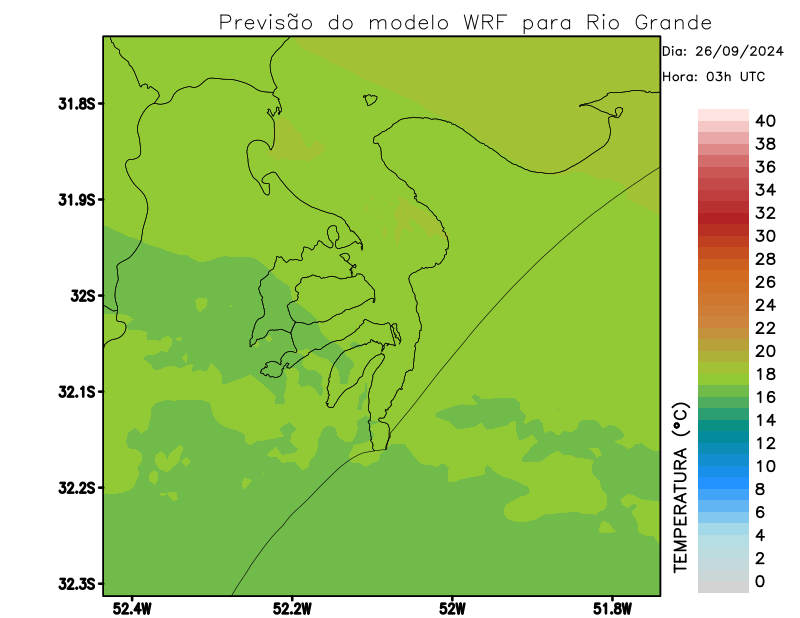 Previsão do modelo WRF para Rio Grande
Dia: 26/09/2024
Hora: 03h UTC
31.8S
31.9S
32S
32.1S
32.2S
32.3S
52.4W
52.2W
52W
51.8W
TEMPERATURA (°C)
40
38
36
34
32
30
28
26
24
22
20
18
16
14
12
10
8
6
4
2
0